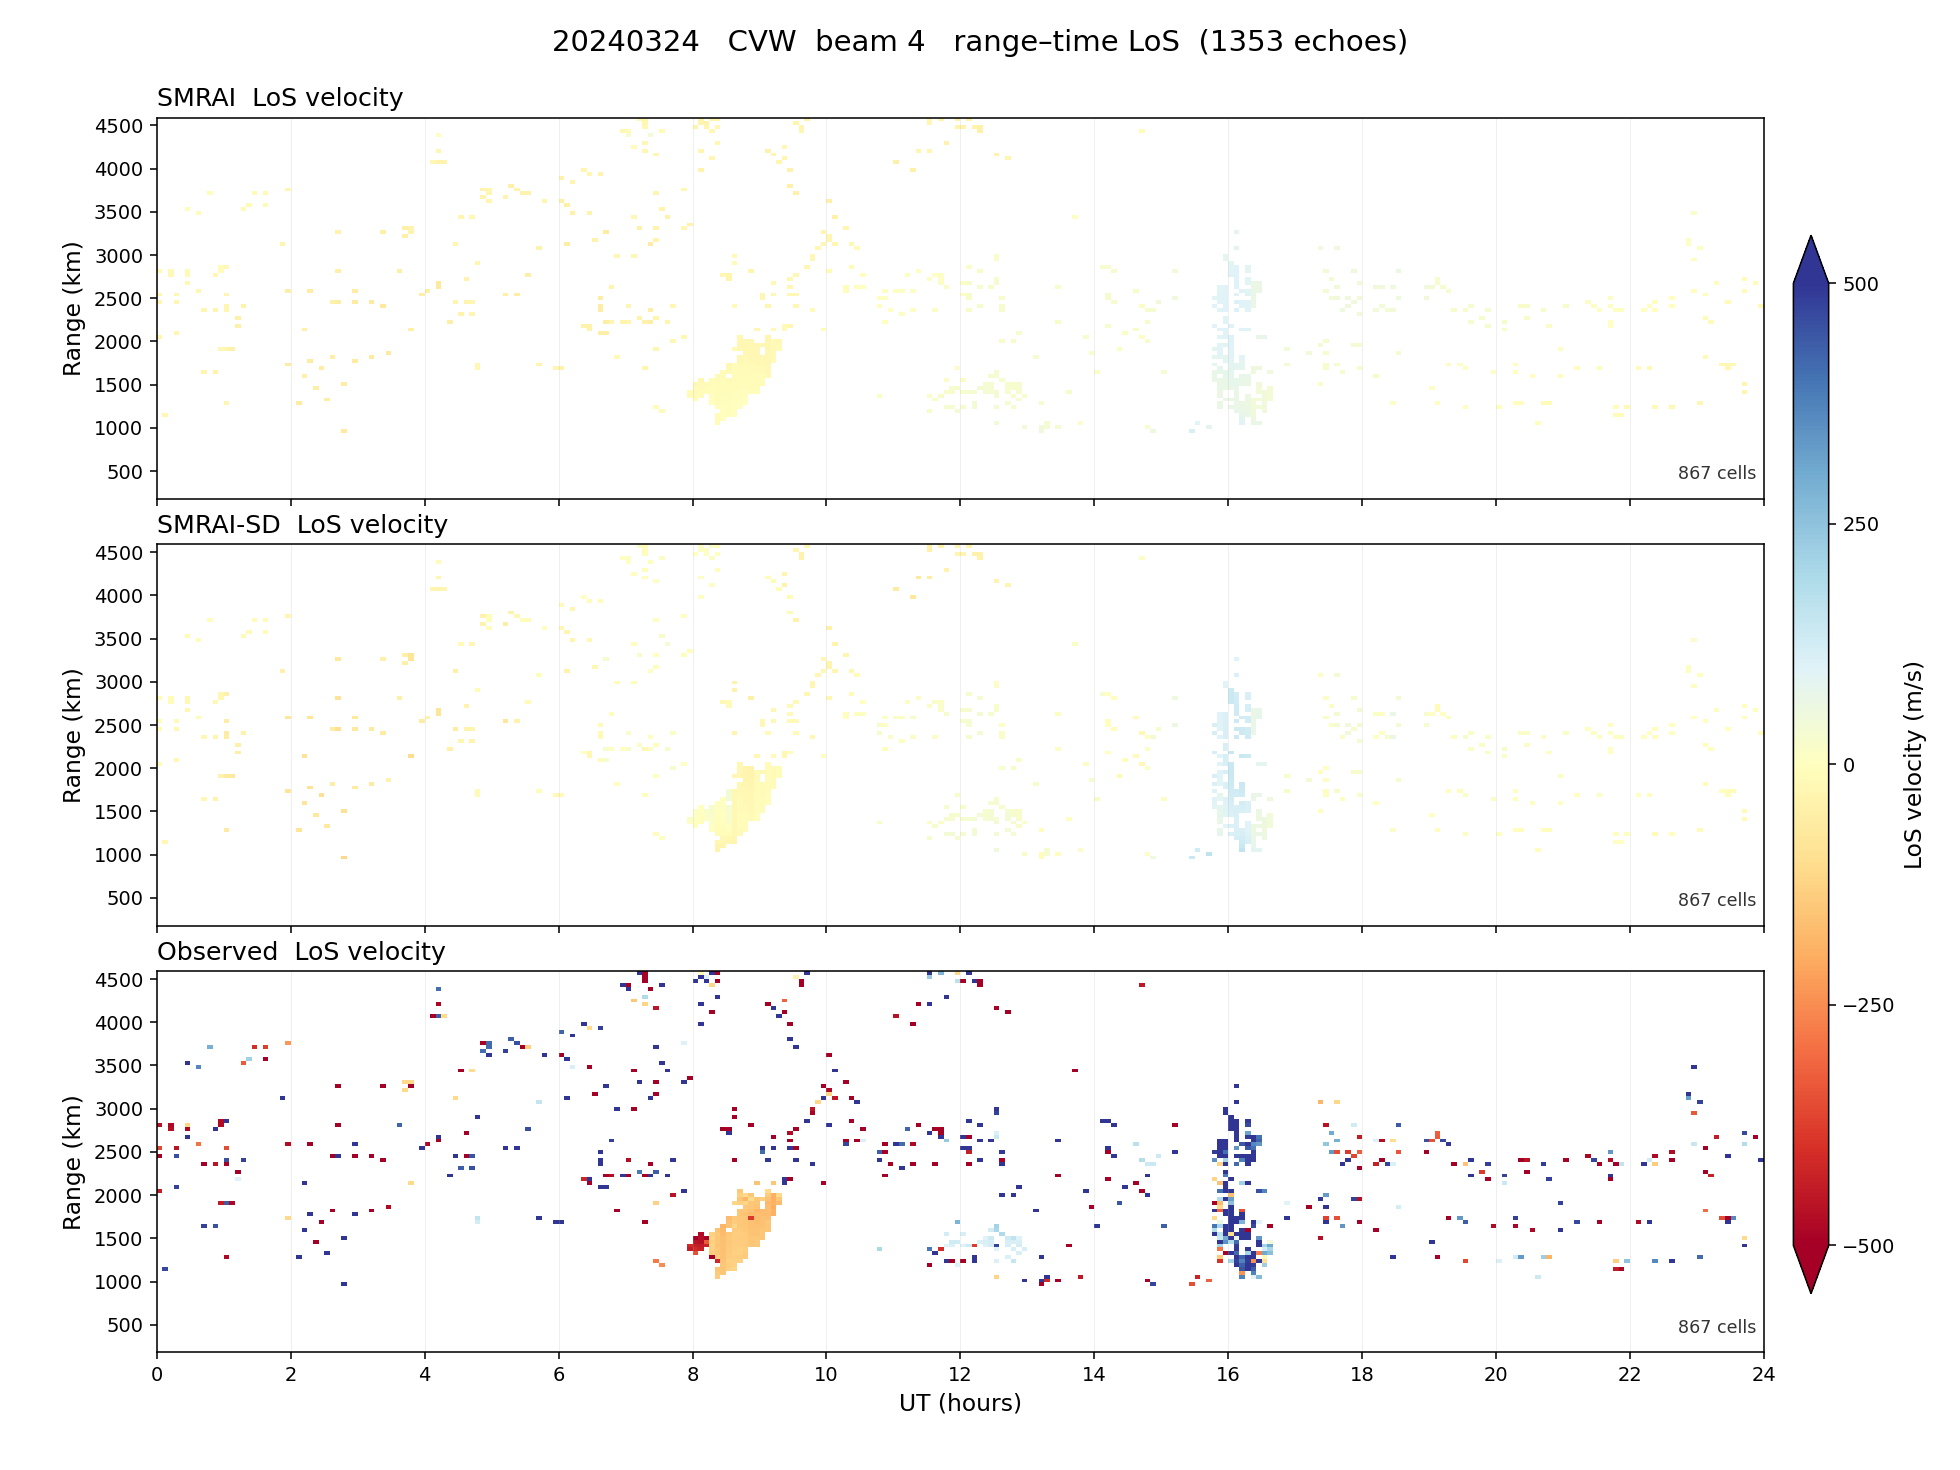 20240324 CVW beam 4 range–time LoS (1353 echoes)
SMRAI LoS velocity
4500
4000
3500
3000
2500
2000
1500
1000
500
Range (km)
867 cells
SMRAI-SD LoS velocity
4500
4000
3500
3000
2500
2000
1500
1000
500
Range (km)
867 cells
Observed LoS velocity
4500
4000
3500
3000
2500
2000
1500
1000
500
Range (km)
867 cells
0 2 4 6 8 10 12 14 16 18 20 22 24
UT (hours)
500
250
0
−250
−500
LoS velocity (m/s)